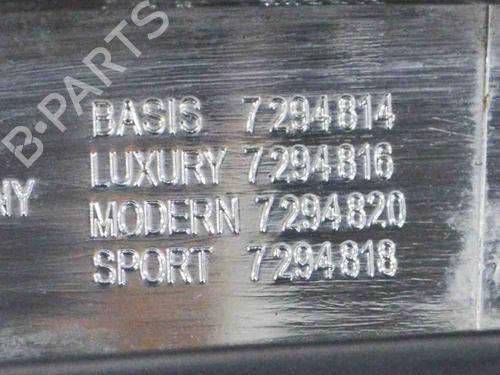 B-PARTS
BASIS 7294814
LUXURY 7294816
NY
MODERN 7294820
SPORT 7294818